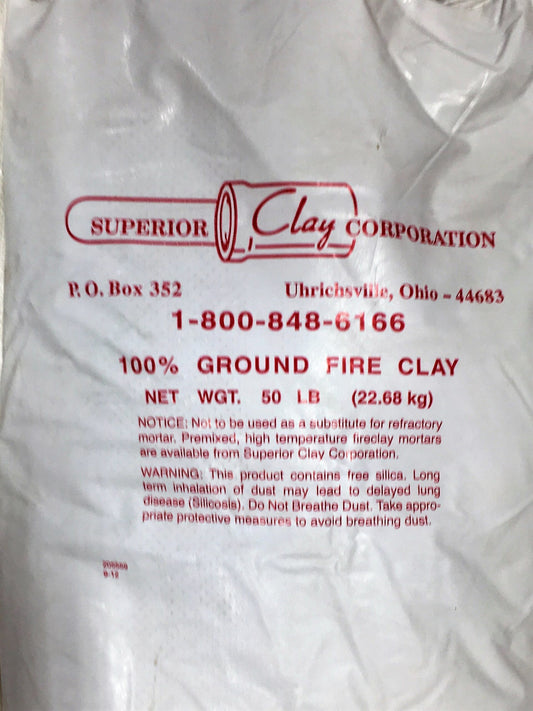 SUPERIOR Clay CORPORATION
P.O. Box 352 Uhrichsville, Ohio - 44683
1-800-848-6166
100% GROUND FIRE CLAY
NET WGT. 50 LB (22.68 kg)
NOTICE: Not to be used as a substitute for refractory
mortar. Premixed, high temperature fireclay mortars
are available from Superior Clay Corporation.
WARNING: This product contains free silica. Long
term inhalation of dust may lead to delayed lung
disease (Silicosis). Do Not Breathe Dust. Take appro-
priate protective measures to avoid breathing dust.
9-12